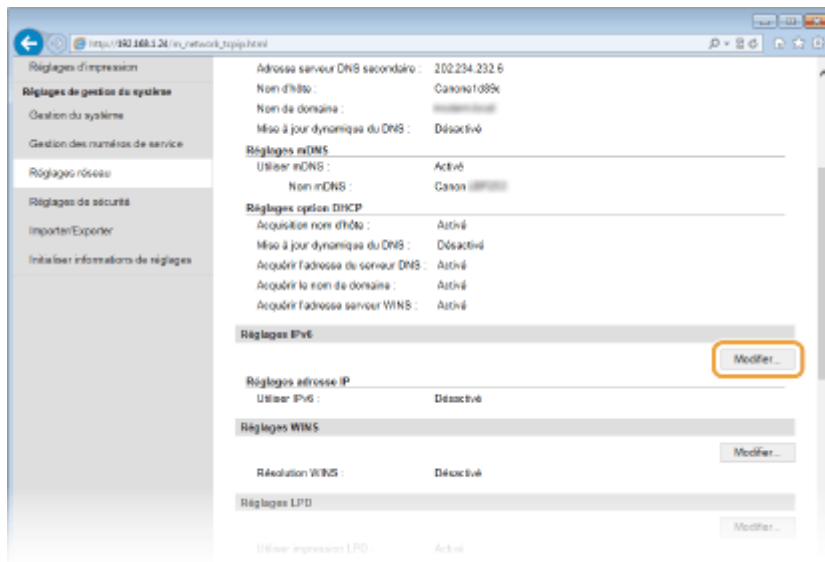 http://192.168.1.24/m_network_tcpip.html
Réglages d'impression
Réglages de gestion du système
Gestion du système
Gestion des numéros de service
Réglages réseau
Réglages de sécurité
Importer/Exporter
Initialiser informations de réglages
Adresse serveur DNS secondaire : 202.234.232.6
Nom d'hôte : Canone1d89c
Nom de domaine :
Mise à jour dynamique du DNS : Désactivé
Réglages mDNS
Utiliser mDNS : Activé
Nom mDNS : Canon
Réglages option DHCP
Acquisition nom d'hôte : Activé
Mise à jour dynamique du DNS : Désactivé
Acquérir l'adresse du serveur DNS : Activé
Acquérir le nom de domaine : Activé
Acquérir l'adresse serveur WINS : Activé
Réglages IPv6
Modifier...
Réglages adresse IP
Utiliser IPv6 : Désactivé
Réglages WINS
Modifier...
Résolution WINS : Désactivé
Réglages LPD
Modifier...
Utiliser impression LPD : Activé